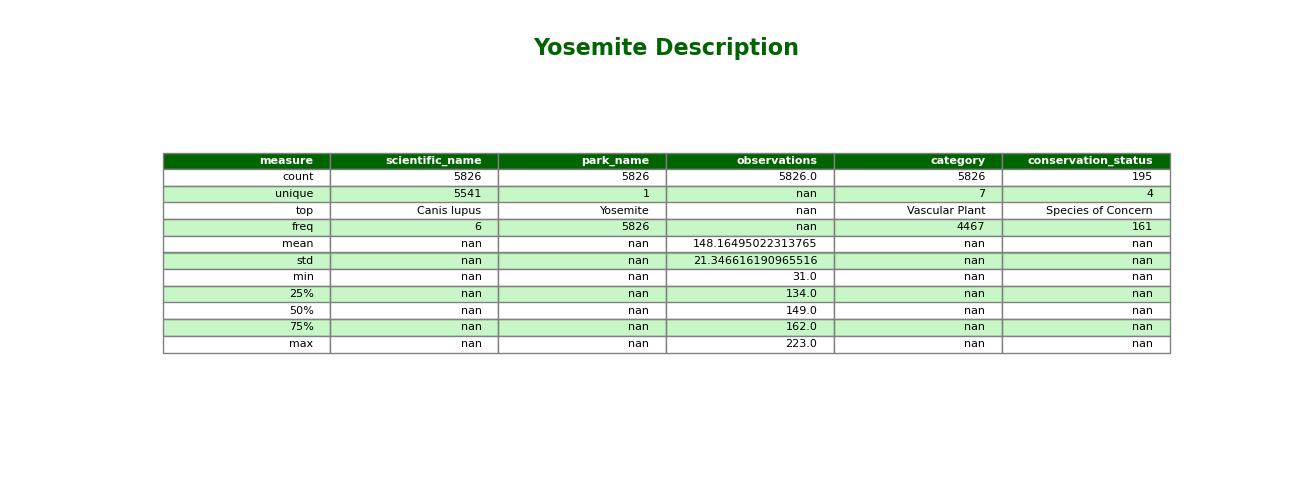 Yosemite Description
measure scientific_name park_name observations category conservation_status
count 5826 5826 5826.0 5826 195
unique 5541 1 nan 7 4
top Canis lupus Yosemite nan Vascular Plant Species of Concern
freq 6 5826 nan 4467 161
mean nan nan 148.16495022313765 nan nan
std nan nan 21.346616190965516 nan nan
min nan nan 31.0 nan nan
25% nan nan 134.0 nan nan
50% nan nan 149.0 nan nan
75% nan nan 162.0 nan nan
max nan nan 223.0 nan nan